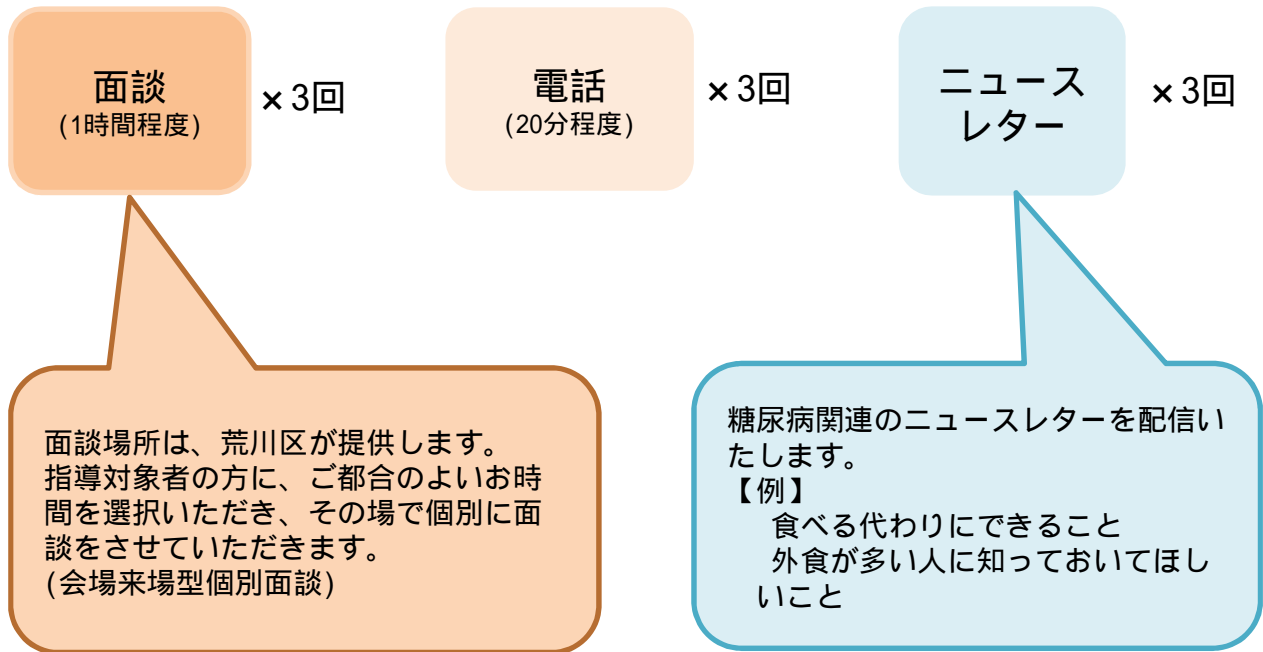 面談
(1時間程度)
×3回
電話
(20分程度)
×3回
ニュース
レター
×3回
面談場所は、荒川区が提供します。
指導対象者の方に、ご都合のよいお時
間を選択いただき、その場で個別に面
談をさせていただきます。
(会場来場型個別面談)
糖尿病関連のニュースレターを配信い
たします。
【例】
食べる代わりにできること
外食が多い人に知っておいてほし
いこと